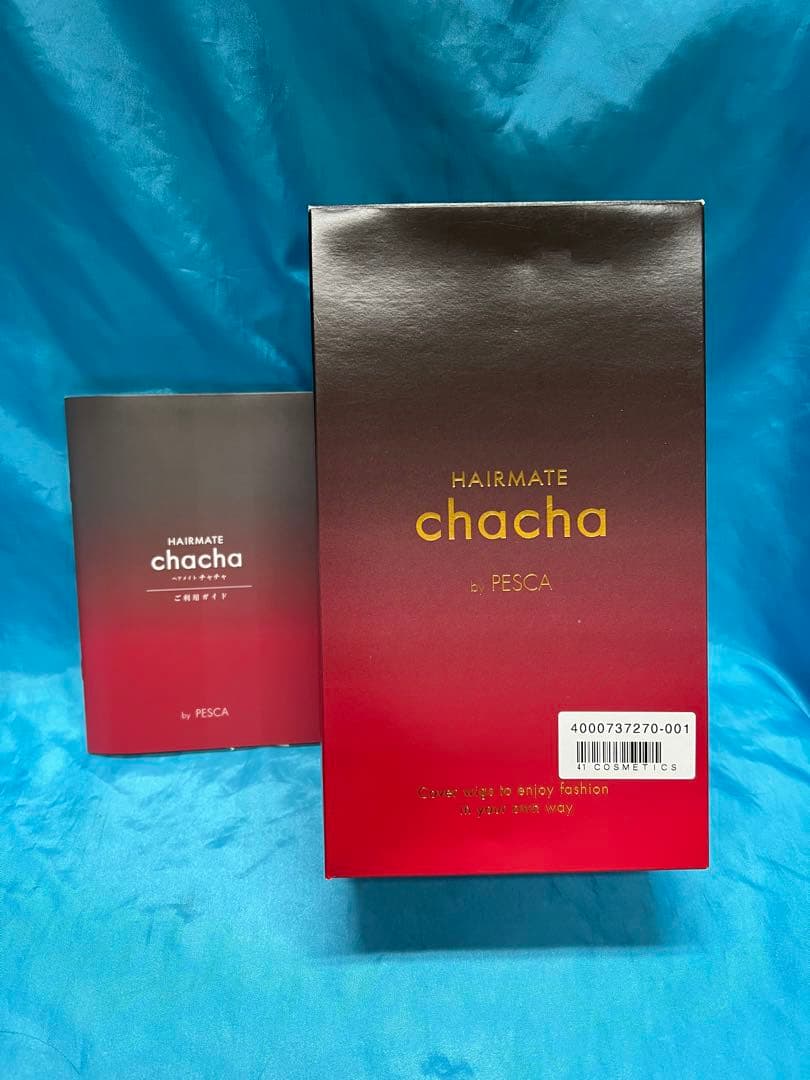 HAIRMATE
chacha
ヘアメイト チャチャ
ご利用ガイド
by PESCA
HAIRMATE
chacha
by PESCA
4000737270-001
41 COSMETICS
Cover wigs to enjoy fashion
in your own way